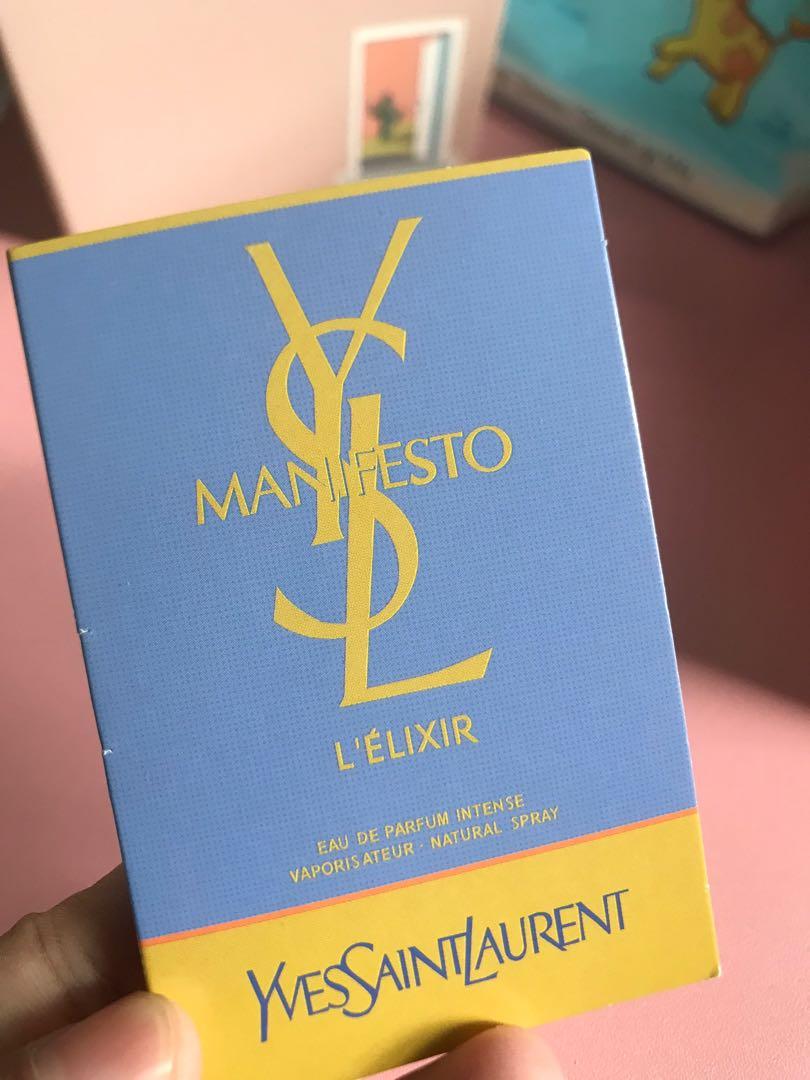 YSL
MANIFESTO
L'ÉLIXIR
EAU DE PARFUM INTENSE
VAPORISATEUR · NATURAL SPRAY
YVESSAINTLAURENT